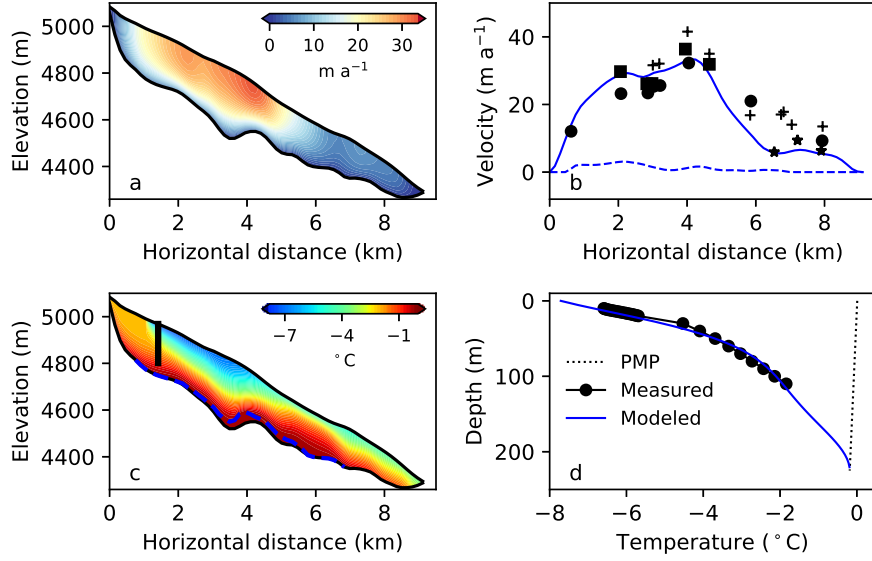 5000
4800
4600
4400
Elevation (m)
0 10 20 30
m a⁻¹
a
0 2 4 6 8
Horizontal distance (km)
40
20
0
Velocity (m a⁻¹)
b
0 2 4 6 8
Horizontal distance (km)
5000
4800
4600
4400
Elevation (m)
−7 −4 −1
°C
c
0 2 4 6 8
Horizontal distance (km)
0
100
200
Depth (m)
PMP
Measured
Modeled
d
−8 −6 −4 −2 0
Temperature (°C)